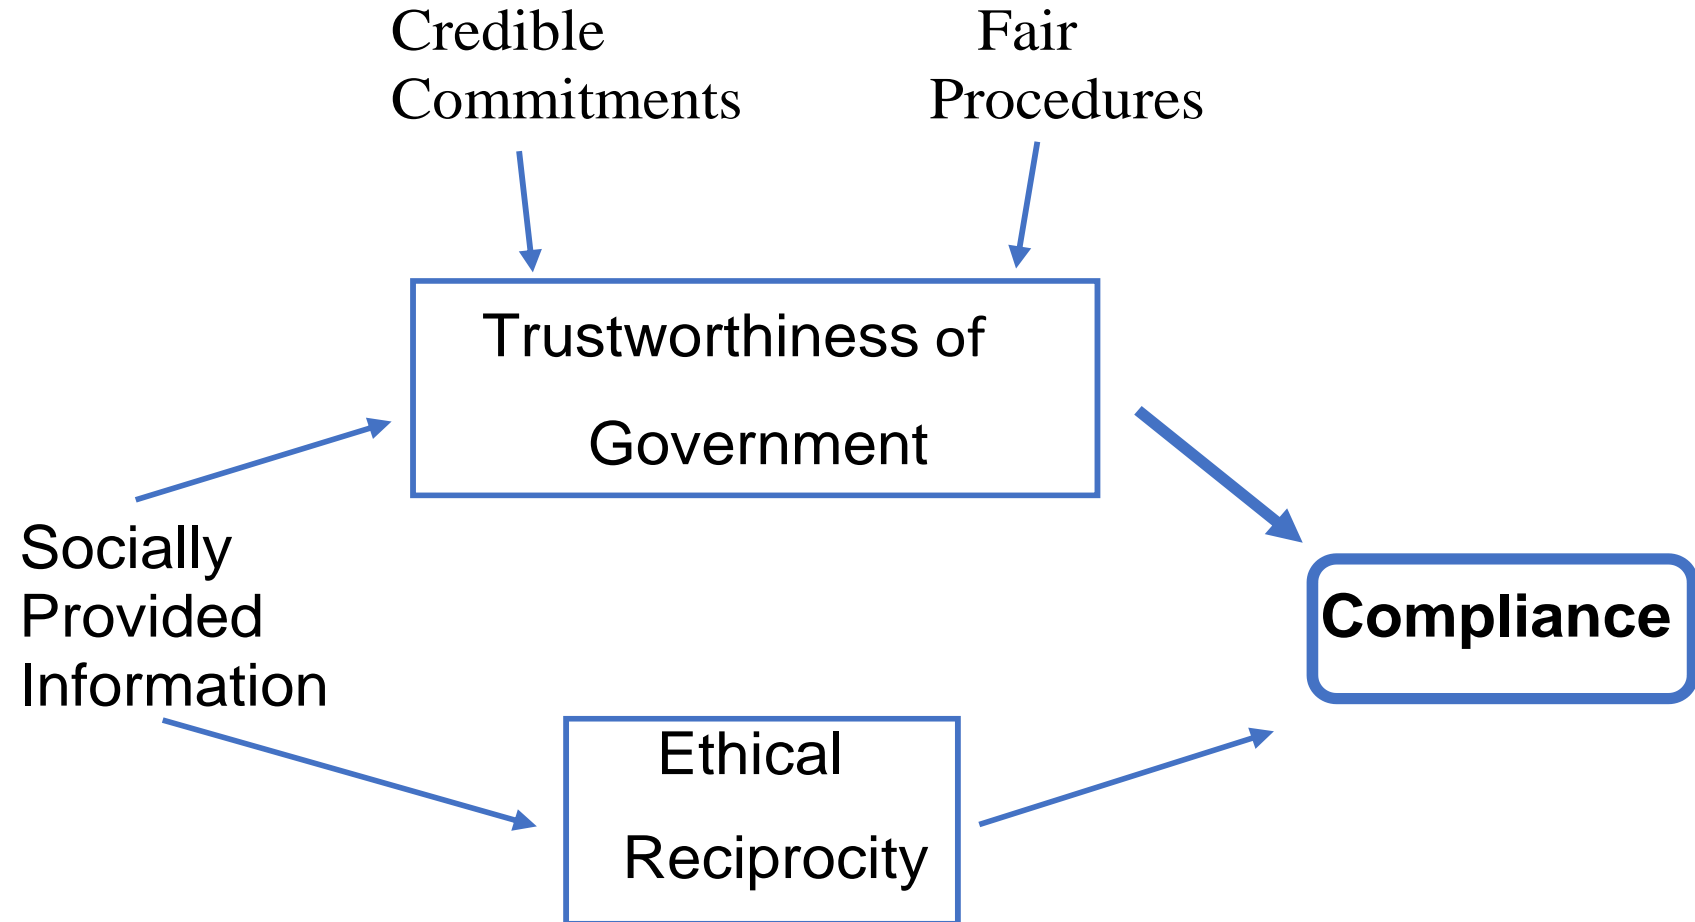 Credible
Commitments
Fair
Procedures
Trustworthiness of
Government
Socially
Provided
Information
Compliance
Ethical
Reciprocity